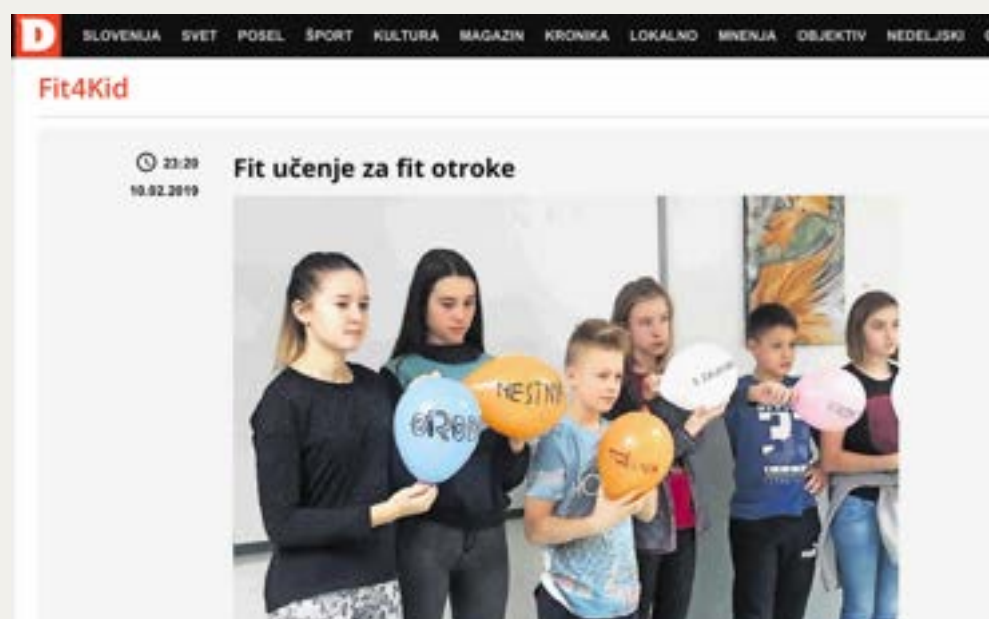 D SLOVENIJA SVET POSEL ŠPORT KULTURA MAGAZIN KRONIKA LOKALNO MNENJA OBJEKTIV NEDELJSKI
Fit4Kid
23:20
10.02.2019
Fit učenje za fit otroke
MESTN